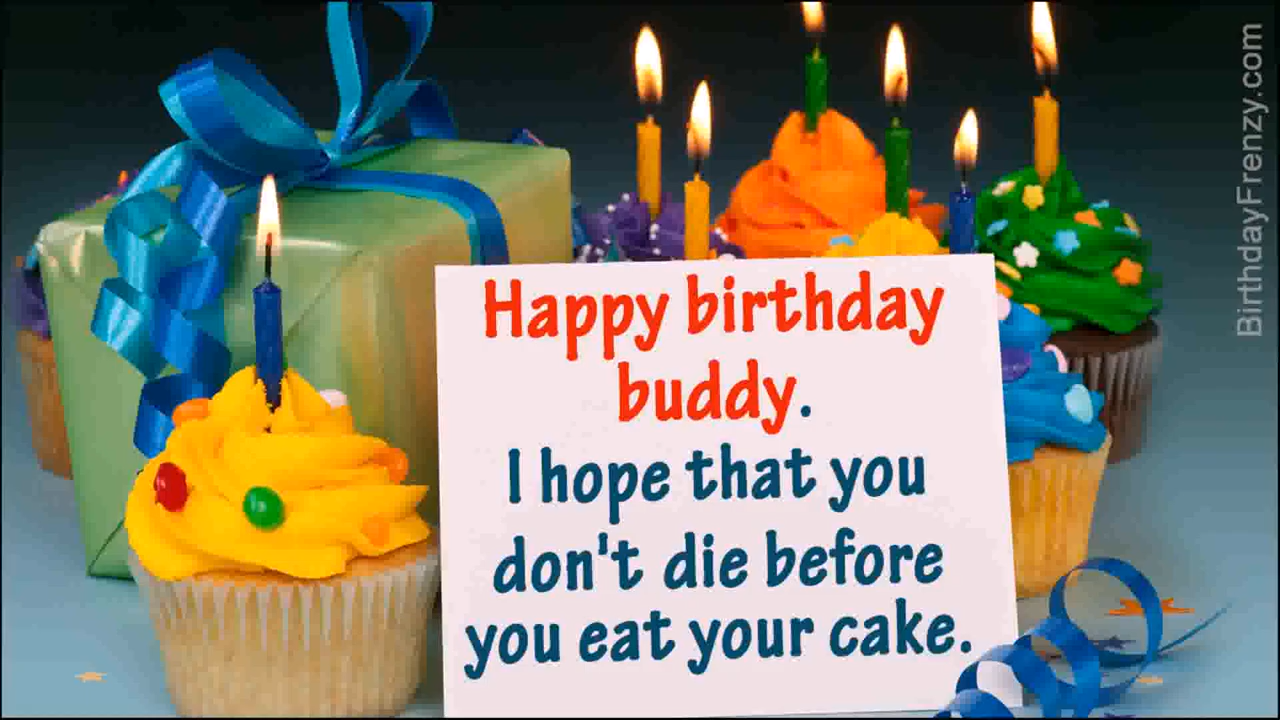 Happy birthday
buddy.
I hope that you
don't die before
you eat your cake.
BirthdayFrenzy.com